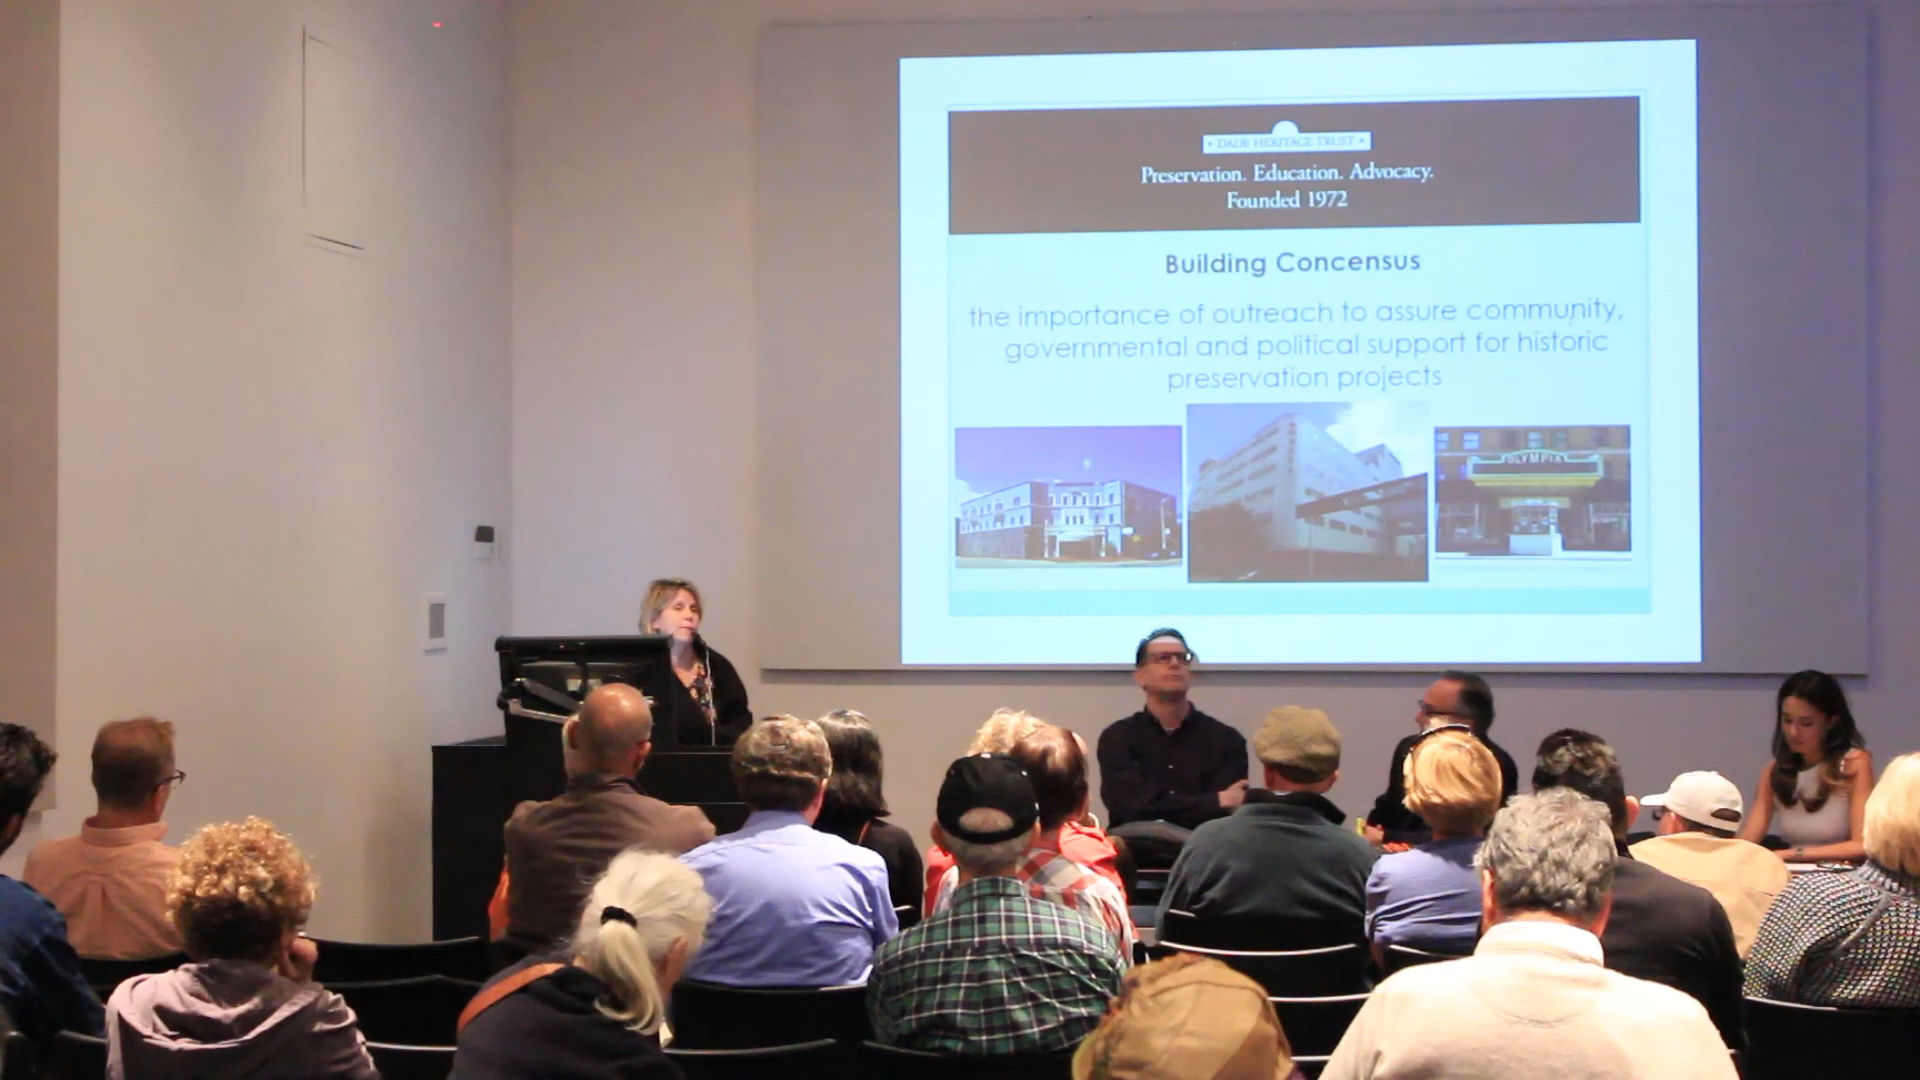 • DADE HERITAGE TRUST •
Preservation. Education. Advocacy.
Founded 1972
Building Concensus
the importance of outreach to assure community,
governmental and political support for historic
preservation projects
OLYMPIA